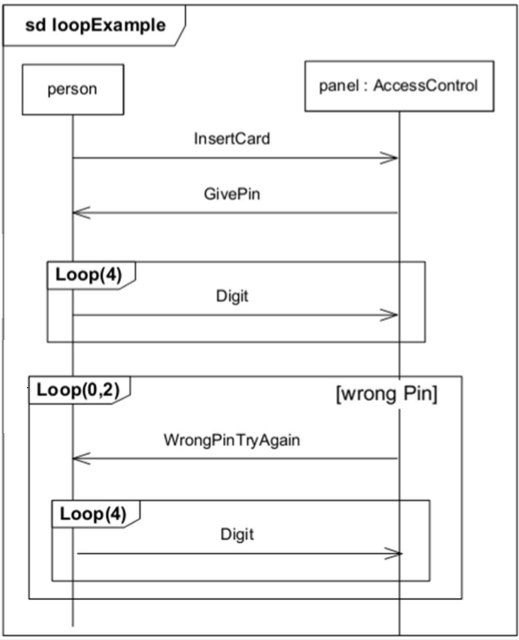 sd loopExample
person
panel : AccessControl
InsertCard
GivePin
Loop(4)
Digit
Loop(0,2)
[wrong Pin]
WrongPinTryAgain
Loop(4)
Digit